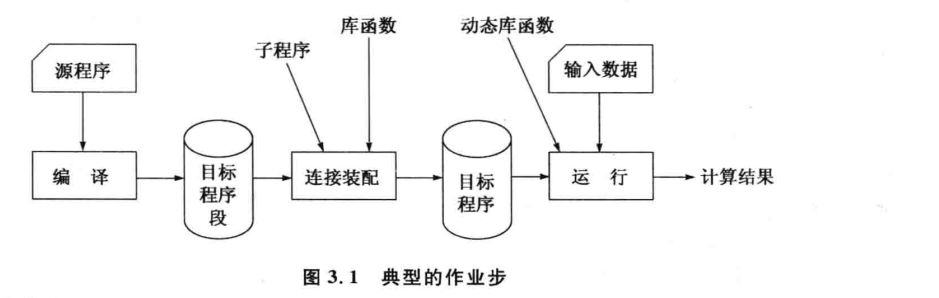 库函数
动态库函数
子程序
源程序
输入数据
编 译
目标
程序
段
连接装配
目标
程序
运 行
计算结果
图 3.1 典型的作业步